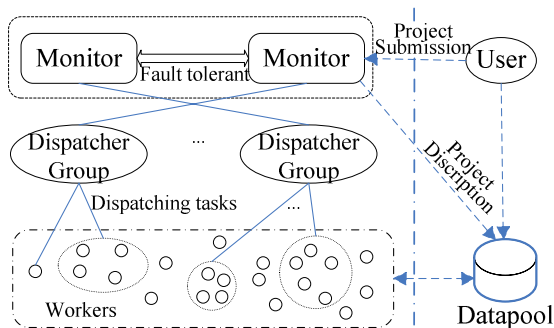 Project
Submission
Monitor
Monitor
User
Fault tolerant
...
Dispatcher
Group
Dispatcher
Group
Project
Discription
Dispatching tasks
...
Workers
Datapool